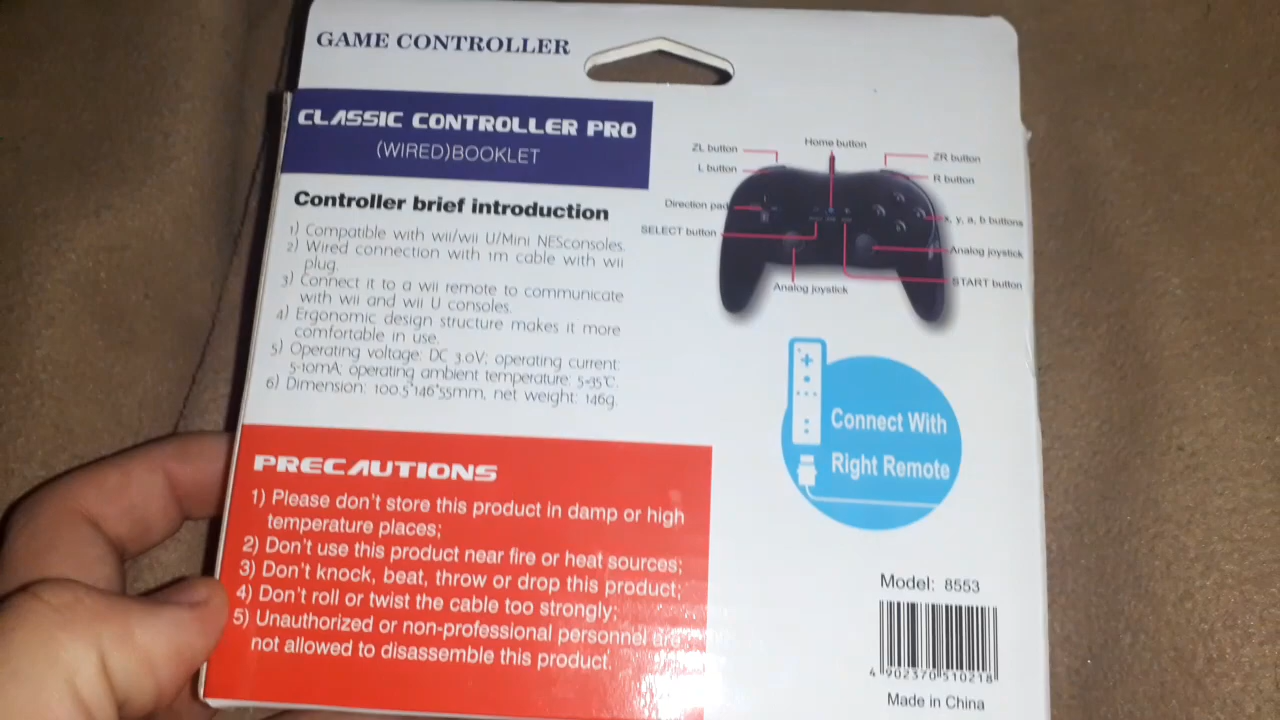 GAME CONTROLLER
CLASSIC CONTROLLER PRO
(WIRED)BOOKLET
Controller brief introduction
1) Compatible with wii/wii U/Mini NESconsoles.
2) Wired connection with 1m cable with wii
plug.
3) Connect it to a wii remote to communicate
with wii and wii U consoles.
4) Ergonomic design structure makes it more
comfortable in use.
5) Operating voltage: DC 3.0V; operating current:
5-10mA; operating ambient temperature: 5-35℃.
6) Dimension: 100.5*146*55mm, net weight: 146g.
PRECAUTIONS
1) Please don't store this product in damp or high
temperature places;
2) Don't use this product near fire or heat sources;
3) Don't knock, beat, throw or drop this product;
4) Don't roll or twist the cable too strongly;
5) Unauthorized or non-professional personnel are
not allowed to disassemble this product.
Home button
ZL button
L button
Direction pad
SELECT button
Analog joystick
ZR button
R button
x, y, a, b buttons
Analog joystick
START button
Connect With
Right Remote
Model: 8553
4 902370 510218
Made in China